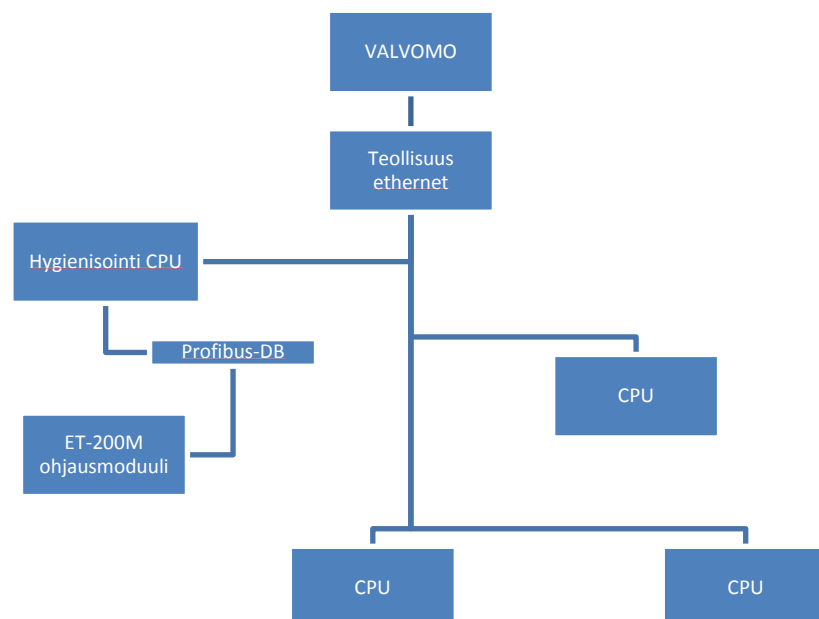 VALVOMO
Teollisuus
ethernet
Hygienisointi CPU
Profibus-DB
CPU
ET-200M
ohjausmoduuli
CPU
CPU